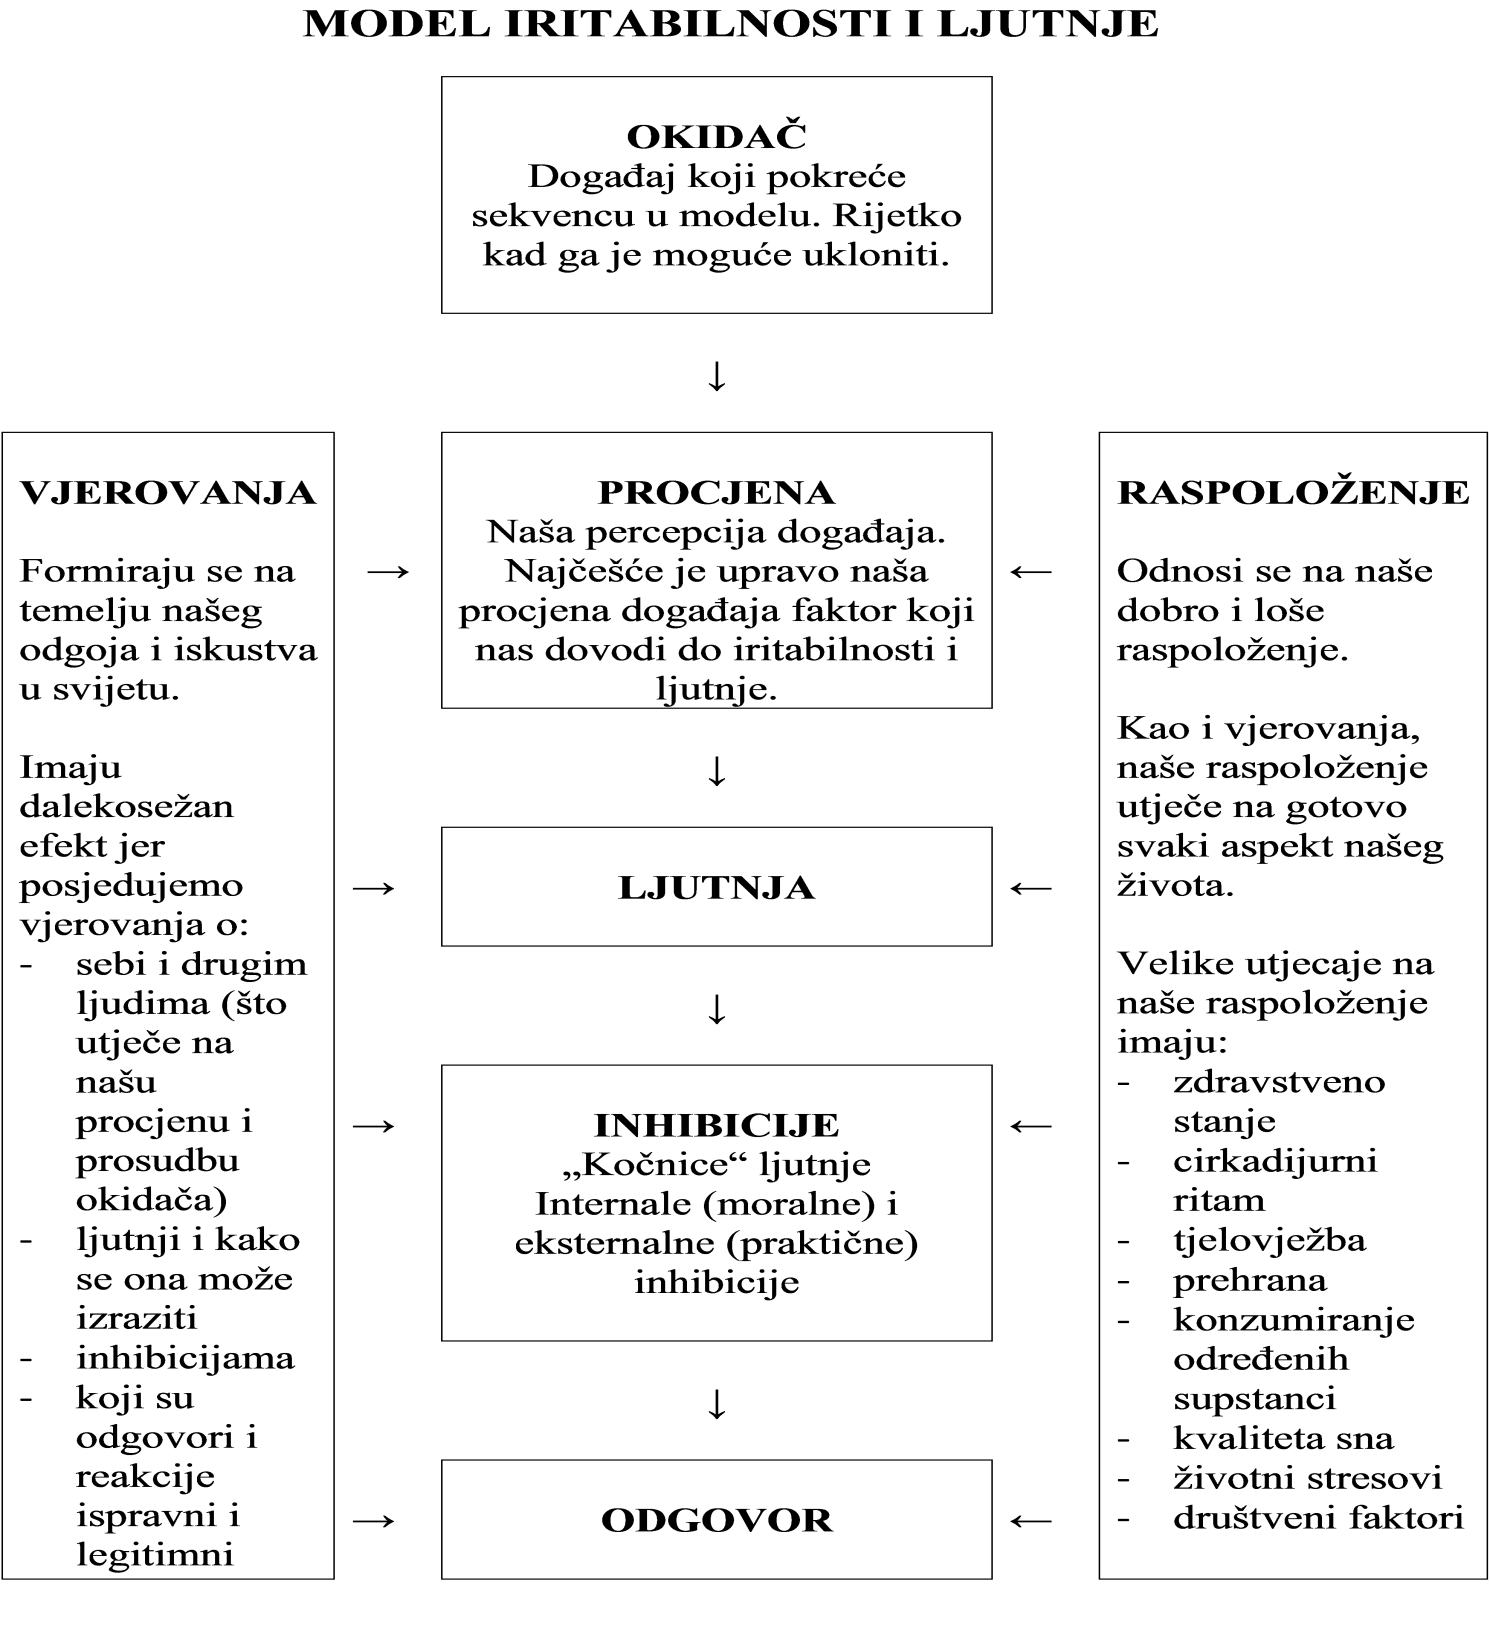 MODEL IRITABILNOSTI I LJUTNJE
OKIDAČ
Događaj koji pokreće
sekvencu u modelu. Rijetko
kad ga je moguće ukloniti.
↓
VJEROVANJA
Formiraju se na
temelju našeg
odgoja i iskustva
u svijetu.
Imaju
dalekosežan
efekt jer
posjedujemo
vjerovanja o:
- sebi i drugim
ljudima (što
utječe na
našu
procjenu i
prosudbu
okidača)
- ljutnji i kako
se ona može
izraziti
- inhibicijama
- koji su
odgovori i
reakcije
ispravni i
legitimni
→
→
→
→
PROCJENA
Naša percepcija događaja.
Najčešće je upravo naša
procjena događaja faktor koji
nas dovodi do iritabilnosti i
ljutnje.
↓
LJUTNJA
↓
INHIBICIJE
„Kočnice“ ljutnje
Internale (moralne) i
eksternalne (praktične)
inhibicije
↓
ODGOVOR
←
←
←
←
RASPOLOŽENJE
Odnosi se na naše
dobro i loše
raspoloženje.
Kao i vjerovanja,
naše raspoloženje
utječe na gotovo
svaki aspekt našeg
života.
Velike utjecaje na
naše raspoloženje
imaju:
- zdravstveno
stanje
- cirkadijurni
ritam
- tjelovježba
- prehrana
- konzumiranje
određenih
supstanci
- kvaliteta sna
- životni stresovi
- društveni faktori